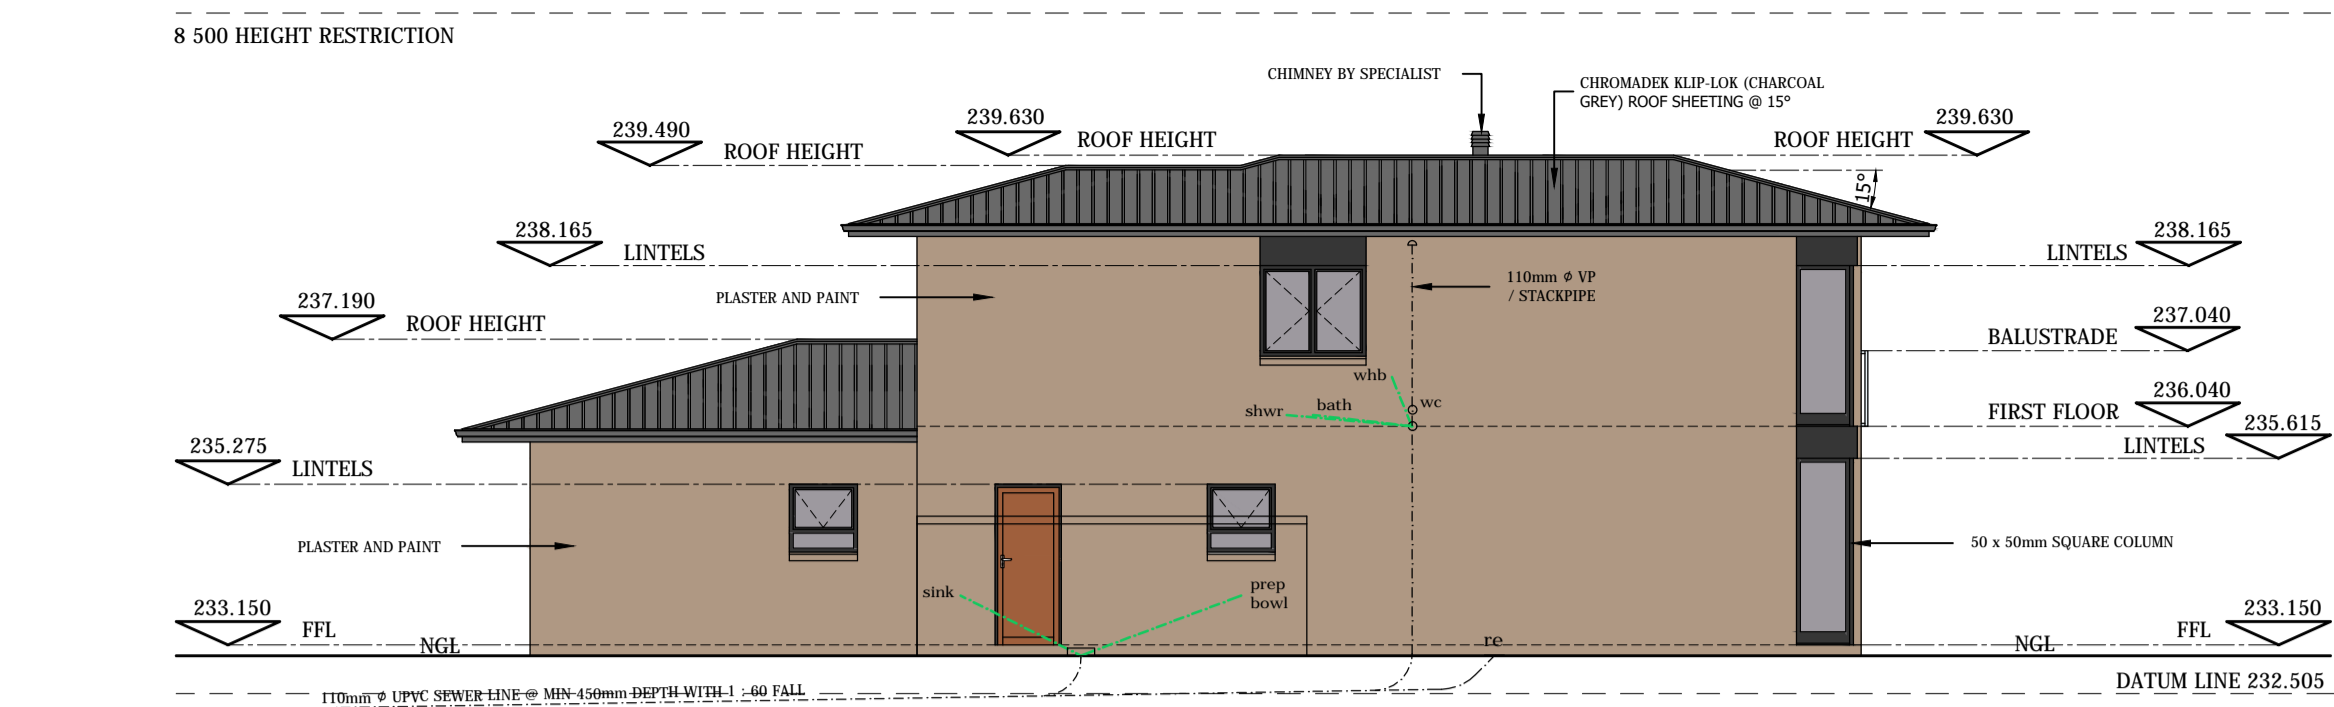 8 500 HEIGHT RESTRICTION
CHIMNEY BY SPECIALIST
CHROMADEK KLIP-LOK (CHARCOAL
GREY) ROOF SHEETING @ 15°
239.490
ROOF HEIGHT
239.630
ROOF HEIGHT
ROOF HEIGHT
239.630
15°
238.165
LINTELS
238.165
LINTELS
PLASTER AND PAINT
110mm ϕ VP
/ STACKPIPE
237.190
ROOF HEIGHT
237.040
BALUSTRADE
whb
shwr
bath
wc
236.040
FIRST FLOOR
235.615
LINTELS
235.275
LINTELS
PLASTER AND PAINT
50 x 50mm SQUARE COLUMN
sink
prep
bowl
233.150
FFL
NGL
re
NGL
FFL
233.150
110mm ϕ UPVC SEWER LINE @ MIN 450mm DEPTH WITH 1 : 60 FALL
DATUM LINE 232.505